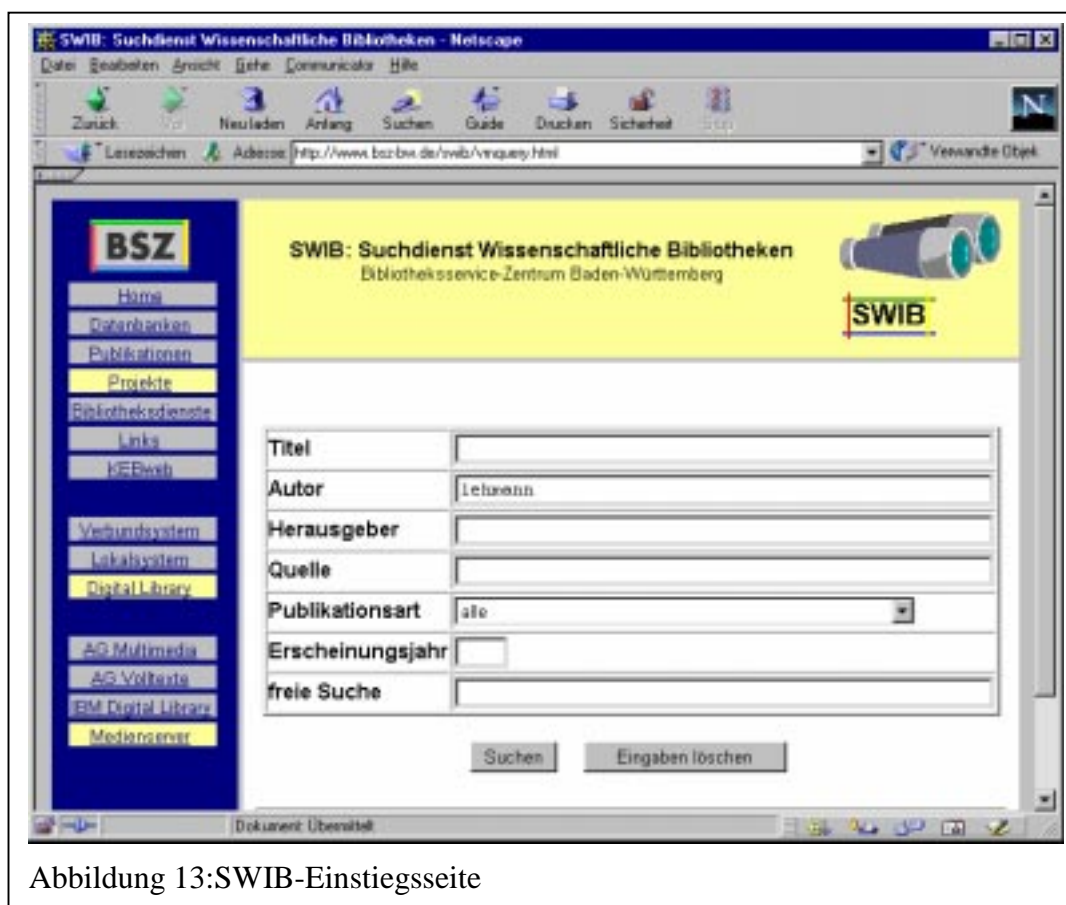 SWIB: Suchdienst Wissenschaftliche Bibliotheken - Netscape
Datei Bearbeiten Ansicht Gehe Communicator Hilfe
Zurück Vor Neu laden Anfang Suchen Guide Drucken Sicherheit Stop
Lesezeichen Adresse http://www.bsz-bw.de/swib/vmquery.html Verwandte Objek
BSZ
Home
Datenbanken
Publikationen
Projekte
Bibliotheksdienste
Links
KEBweb
Verbundsystem
Lokalsystem
Digital Library
AG Multimedia
AG Volltexte
IBM Digital Library
Medienserver
SWIB: Suchdienst Wissenschaftliche Bibliotheken
Bibliotheksservice-Zentrum Baden-Württemberg
SWIB
Titel
Autor lehmann
Herausgeber
Quelle
Publikationsart alle
Erscheinungsjahr
freie Suche
Suchen Eingaben löschen
Dokument: Übermittelt
Abbildung 13:SWIB-Einstiegsseite